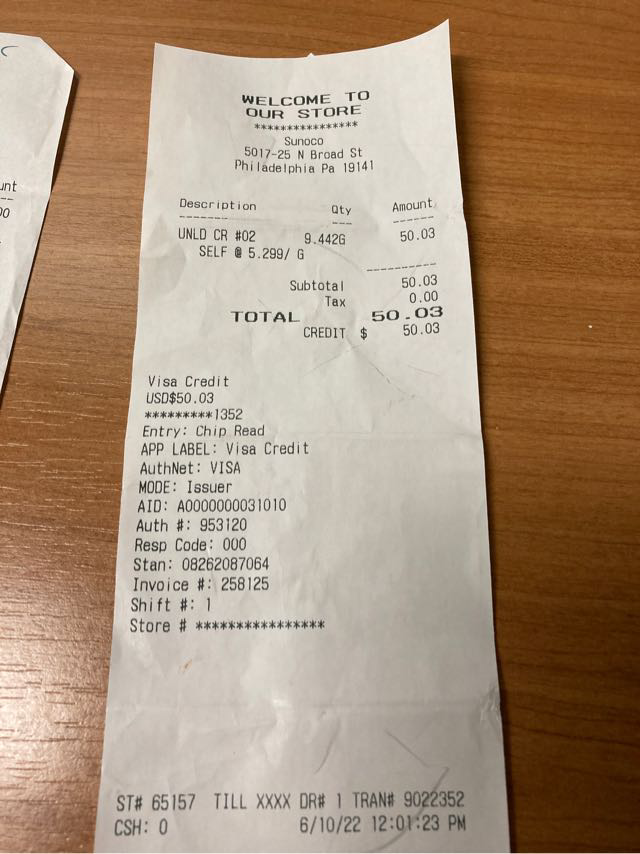 WELCOME TO
OUR STORE
****************
Sunoco
5017-25 N Broad St
Philadelphia Pa 19141
Description Qty Amount
----------- --- ------
UNLD CR #02 9.442G 50.03
SELF @ 5.299/ G
----------
Subtotal 50.03
Tax 0.00
TOTAL 50.03
CREDIT $ 50.03
Visa Credit
USD$50.03
*********1352
Entry: Chip Read
APP LABEL: Visa Credit
AuthNet: VISA
MODE: Issuer
AID: A0000000031010
Auth #: 953120
Resp Code: 000
Stan: 08262087064
Invoice #: 258125
Shift #: 1
Store # ****************
ST# 65157 TILL XXXX DR# 1 TRAN# 9022352
CSH: 0 6/10/22 12:01:23 PM